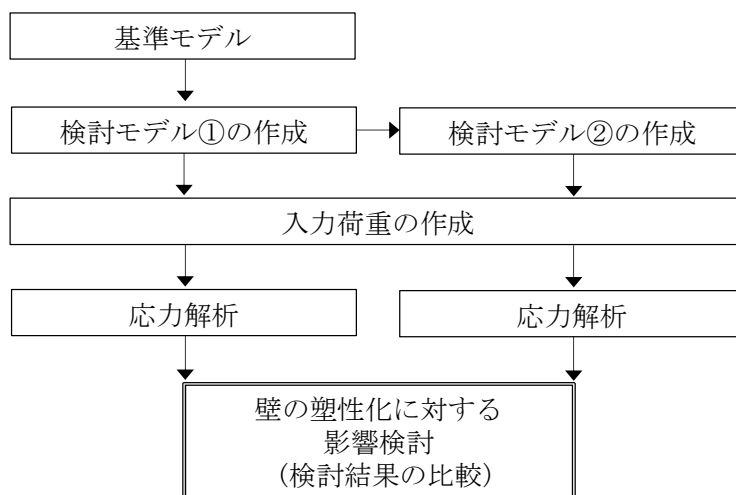 基準モデル
検討モデル①の作成
検討モデル②の作成
入力荷重の作成
応力解析
応力解析
壁の塑性化に対する
影響検討
(検討結果の比較)